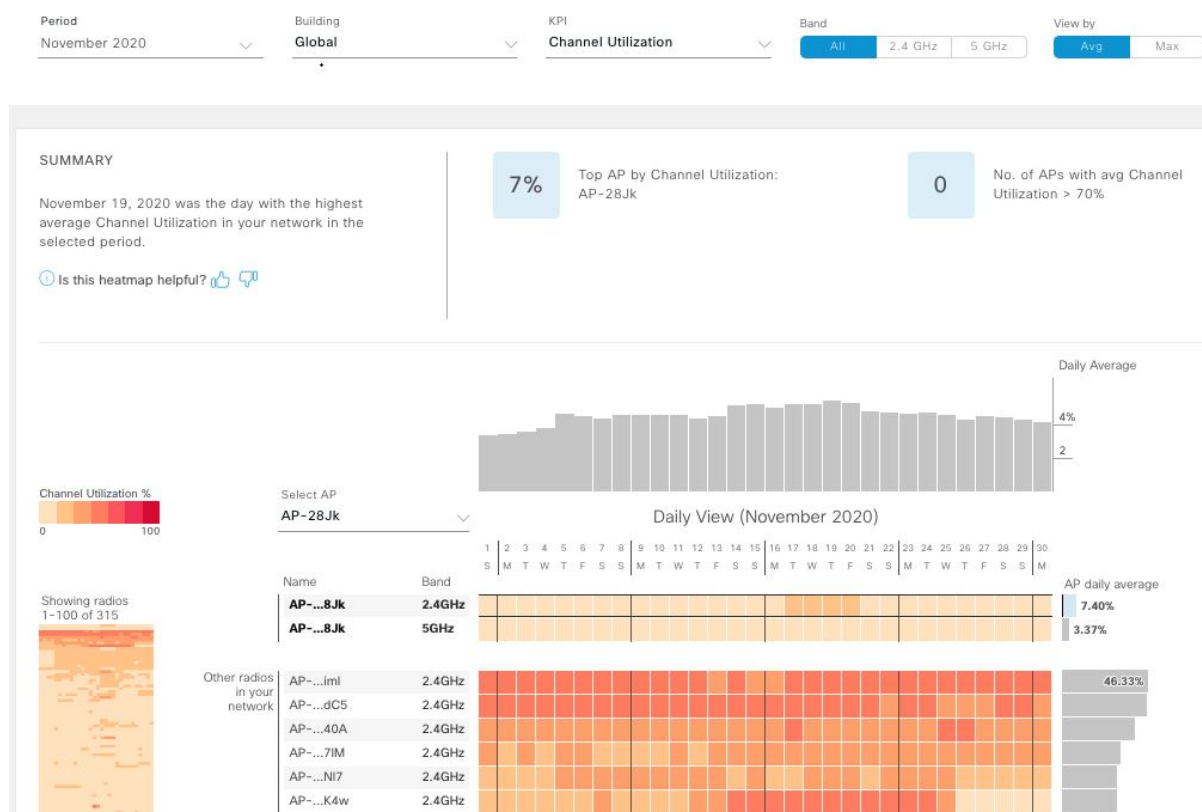 Period
Building
KPI
Band
View by
November 2020
Global
Channel Utilization
All 2.4 GHz 5 GHz
Avg Max
SUMMARY
November 19, 2020 was the day with the highest
average Channel Utilization in your network in the
selected period.
Is this heatmap helpful?
7%
Top AP by Channel Utilization:
AP-28Jk
0
No. of APs with avg Channel
Utilization > 70%
Daily Average
4%
2
Channel Utilization %
0 100
Select AP
AP-28Jk
Daily View (November 2020)
1 2 3 4 5 6 7 8 9 10 11 12 13 14 15 16 17 18 19 20 21 22 23 24 25 26 27 28 29 30
S M T W T F S S M T W T F S S M T W T F S S M T W T F S S M
Name Band
AP daily average
Showing radios
1-100 of 315
AP-...8Jk 2.4GHz 7.40%
AP-...8Jk 5GHz 3.37%
Other radios
in your
network
AP-...iml 2.4GHz 46.33%
AP-...dC5 2.4GHz
AP-...40A 2.4GHz
AP-...7IM 2.4GHz
AP-...NI7 2.4GHz
AP-...K4w 2.4GHz